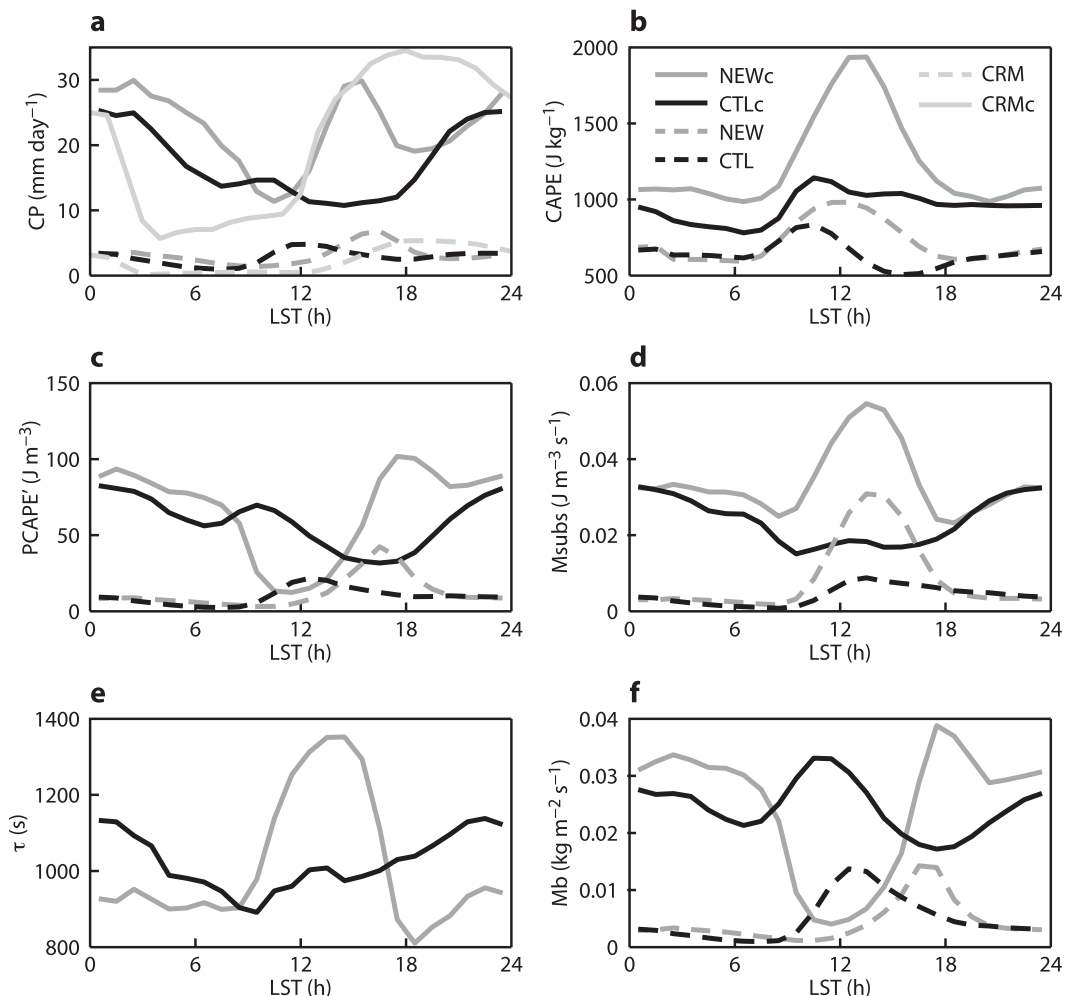 a
CP (mm day−1)
30
20
10
0
0 6 12 18 24
LST (h)
b
CAPE (J kg−1)
2000
1500
1000
500
NEWc
CTLc
NEW
CTL
CRM
CRMc
0 6 12 18 24
LST (h)
c
PCAPE′ (J m−3)
150
100
50
0
0 6 12 18 24
LST (h)
d
Msubs (J m−3 s−1)
0.06
0.04
0.02
0
0 6 12 18 24
LST (h)
e
τ (s)
1400
1200
1000
800
0 6 12 18 24
LST (h)
f
Mb (kg m−2 s−1)
0.04
0.03
0.02
0.01
0
0 6 12 18 24
LST (h)